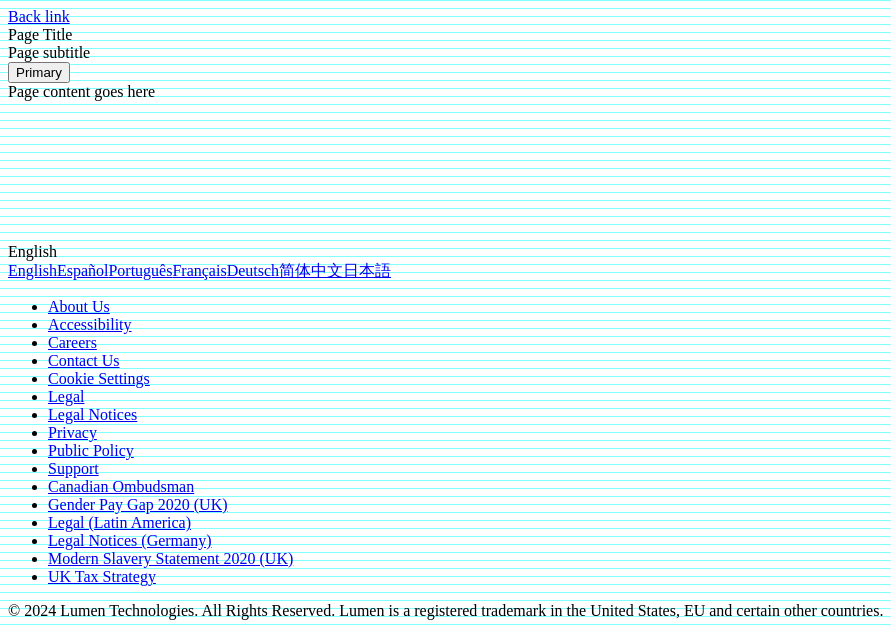 Back link
Page Title
Page subtitle
Primary
Page content goes here
English
EnglishEspañolPortuguêsFrançaisDeutsch简体中文日本語
About Us
Accessibility
Careers
Contact Us
Cookie Settings
Legal
Legal Notices
Privacy
Public Policy
Support
Canadian Ombudsman
Gender Pay Gap 2020 (UK)
Legal (Latin America)
Legal Notices (Germany)
Modern Slavery Statement 2020 (UK)
UK Tax Strategy
© 2024 Lumen Technologies. All Rights Reserved. Lumen is a registered trademark in the United States, EU and certain other countries.